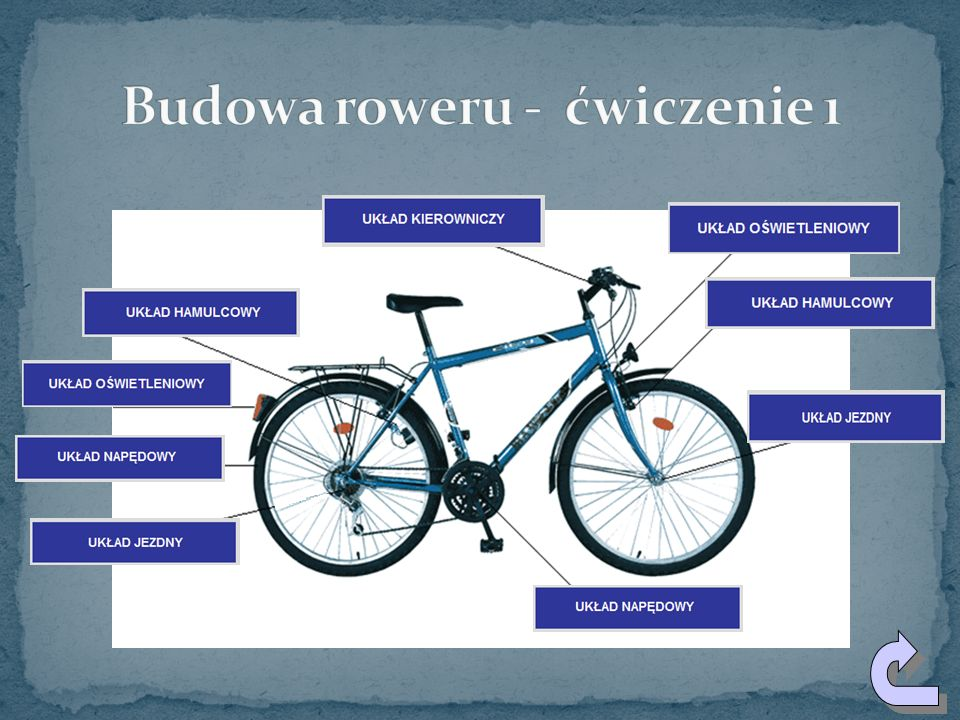 Budowa roweru - ćwiczenie 1
UKŁAD KIEROWNICZY
UKŁAD OŚWIETLENIOWY
UKŁAD HAMULCOWY
UKŁAD HAMULCOWY
UKŁAD OŚWIETLENIOWY
UKŁAD JEZDNY
UKŁAD NAPĘDOWY
UKŁAD JEZDNY
UKŁAD NAPĘDOWY